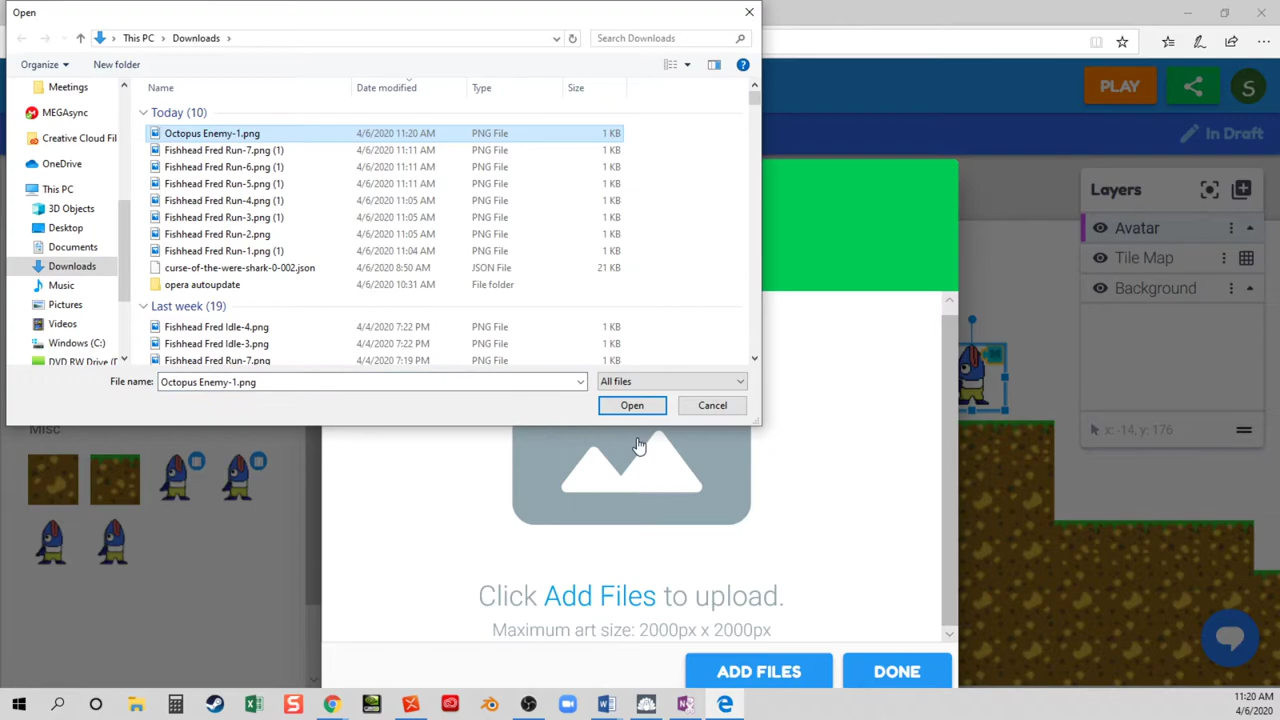 Open
This PC > Downloads >
Search Downloads
Organize
New folder
PLAY
S
In Draft
Meetings
MEGAsync
Creative Cloud Fil
OneDrive
This PC
3D Objects
Desktop
Documents
Downloads
Music
Pictures
Videos
Windows (C:)
DVD RW Drive (D
Name Date modified Type Size
Today (10)
Octopus Enemy-1.png 4/6/2020 11:20 AM PNG File 1 KB
Fishhead Fred Run-7.png (1) 4/6/2020 11:11 AM PNG File 1 KB
Fishhead Fred Run-6.png (1) 4/6/2020 11:11 AM PNG File 1 KB
Fishhead Fred Run-5.png (1) 4/6/2020 11:11 AM PNG File 1 KB
Fishhead Fred Run-4.png (1) 4/6/2020 11:05 AM PNG File 1 KB
Fishhead Fred Run-3.png (1) 4/6/2020 11:05 AM PNG File 1 KB
Fishhead Fred Run-2.png 4/6/2020 11:05 AM PNG File 1 KB
Fishhead Fred Run-1.png (1) 4/6/2020 11:04 AM PNG File 1 KB
curse-of-the-were-shark-0-002.json 4/6/2020 8:50 AM JSON File 21 KB
opera autoupdate 4/6/2020 10:31 AM File folder
Last week (19)
Fishhead Fred Idle-4.png 4/4/2020 7:22 PM PNG File 1 KB
Fishhead Fred Idle-3.png 4/4/2020 7:22 PM PNG File 1 KB
Fishhead Fred Run-7.png 4/4/2020 7:19 PM PNG File 1 KB
File name: Octopus Enemy-1.png All files
Open Cancel
Layers
Avatar
Tile Map
Background
x: -14, y: 176
Misc
Click Add Files to upload.
Maximum art size: 2000px x 2000px
ADD FILES DONE
11:20 AM
4/6/2020